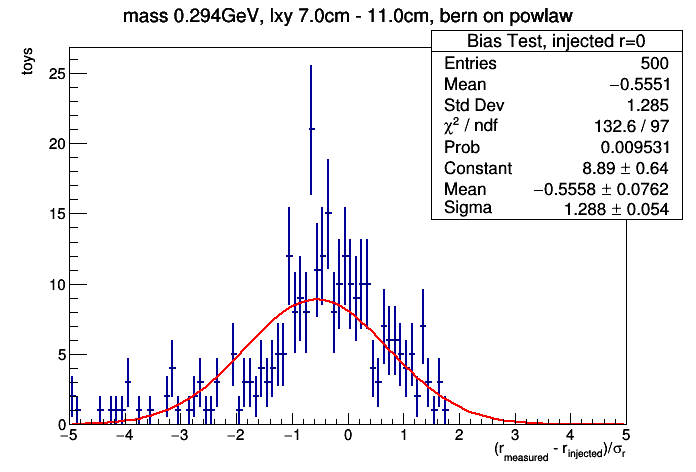 mass 0.294GeV, lxy 7.0cm - 11.0cm, bern on powlaw
Bias Test, injected r=0
Entries 500
Mean −0.5551
Std Dev 1.285
χ² / ndf 132.6 / 97
Prob 0.009531
Constant 8.89 ± 0.64
Mean −0.5558 ± 0.0762
Sigma 1.288 ± 0.054
toys
25
20
15
10
5
0
−5 −4 −3 −2 −1 0 1 2 3 4 5
(r_measured - r_injected)/σ_r